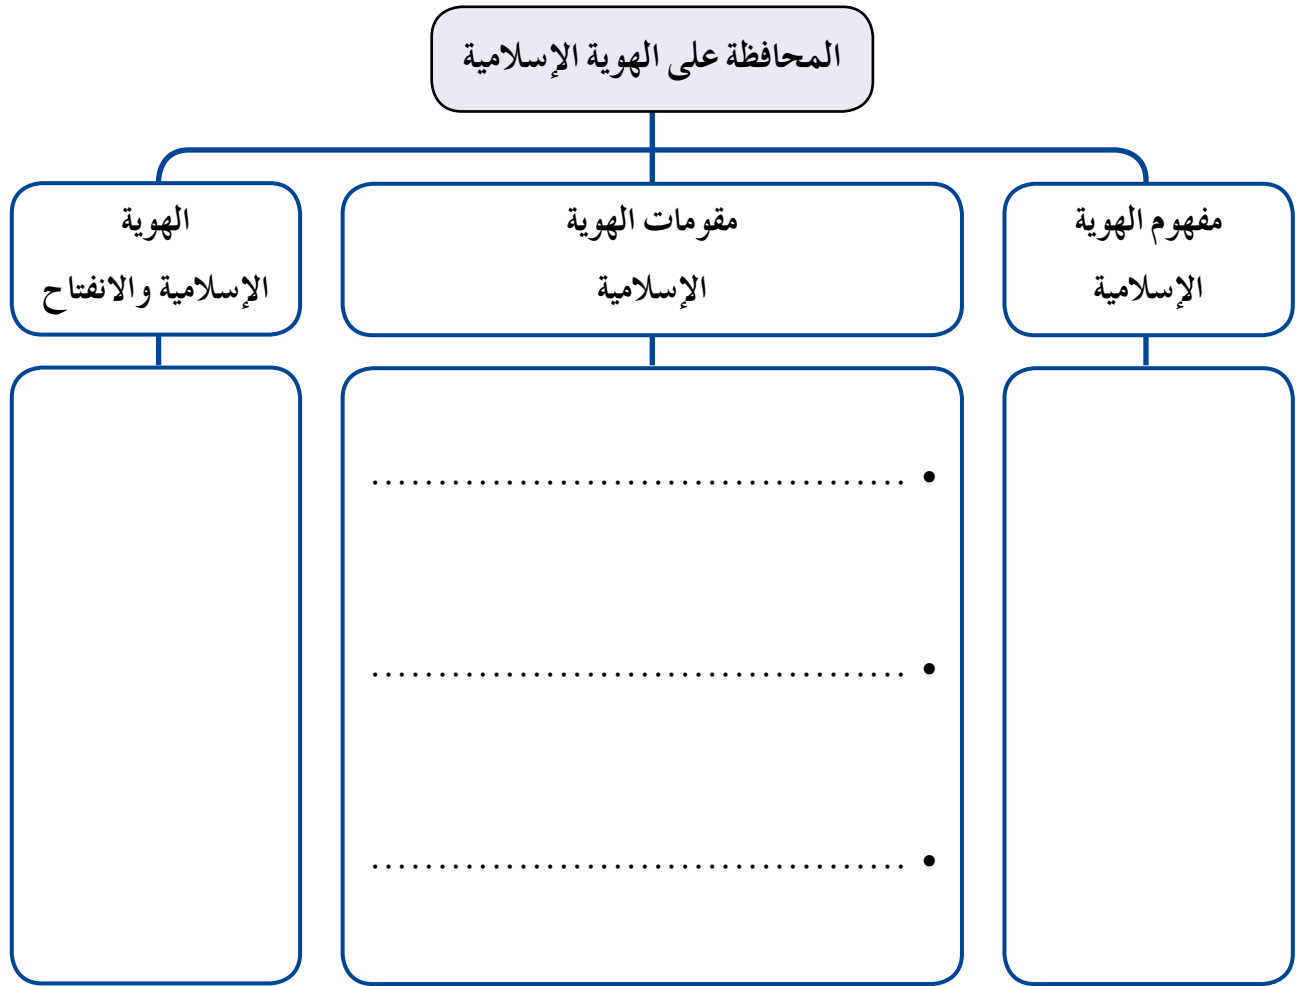 المحافظة على الهوية الإسلامية
مفهوم الهوية
الإسلامية
مقومات الهوية
الإسلامية
الهوية
الإسلامية والانفتاح
• ........................................
• ........................................
• ........................................